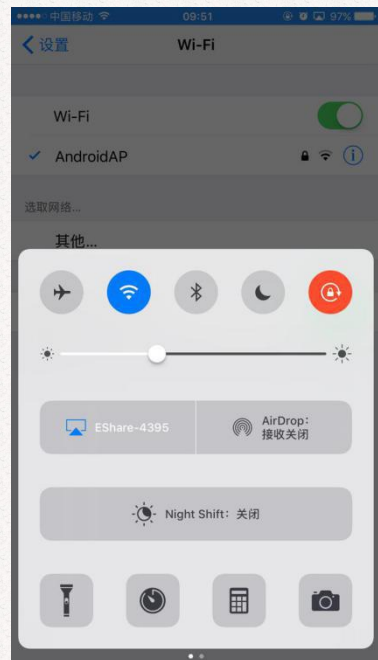 中国移动 09:51 97%
设置 Wi-Fi
Wi-Fi
AndroidAP
选取网络...
其他...
EShare-4395
AirDrop:
接收关闭
Night Shift: 关闭